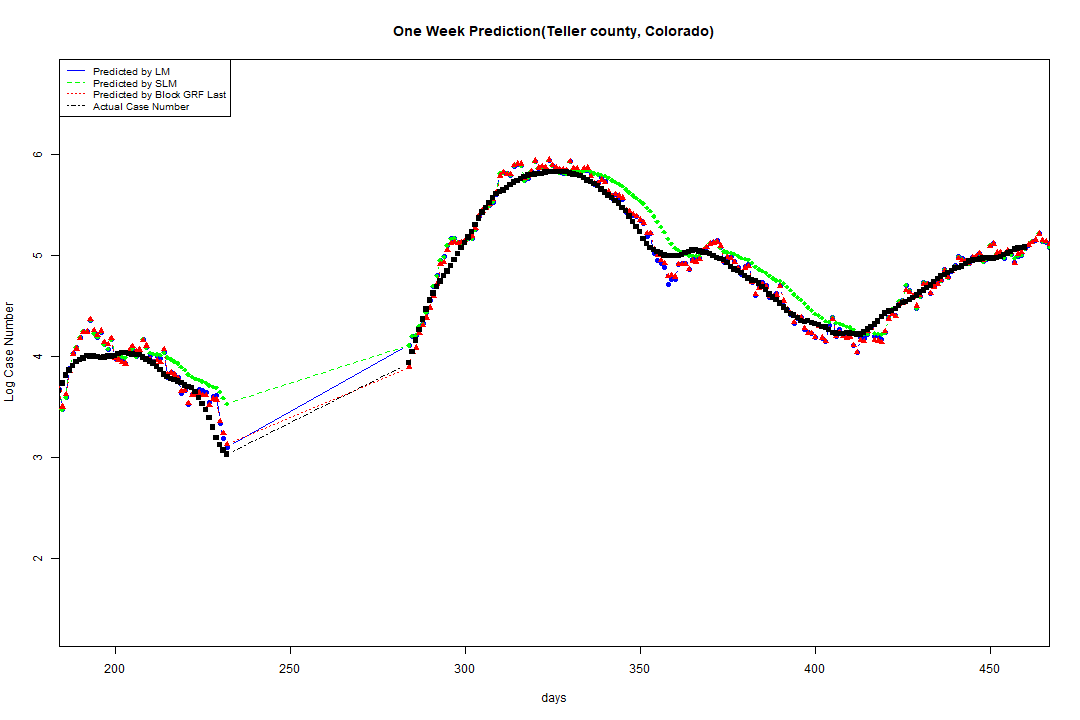 One Week Prediction(Teller county, Colorado)
Predicted by LM
Predicted by SLM
Predicted by Block GRF Last
Actual Case Number
Log Case Number
6
5
4
3
2
200
250
300
350
400
450
days